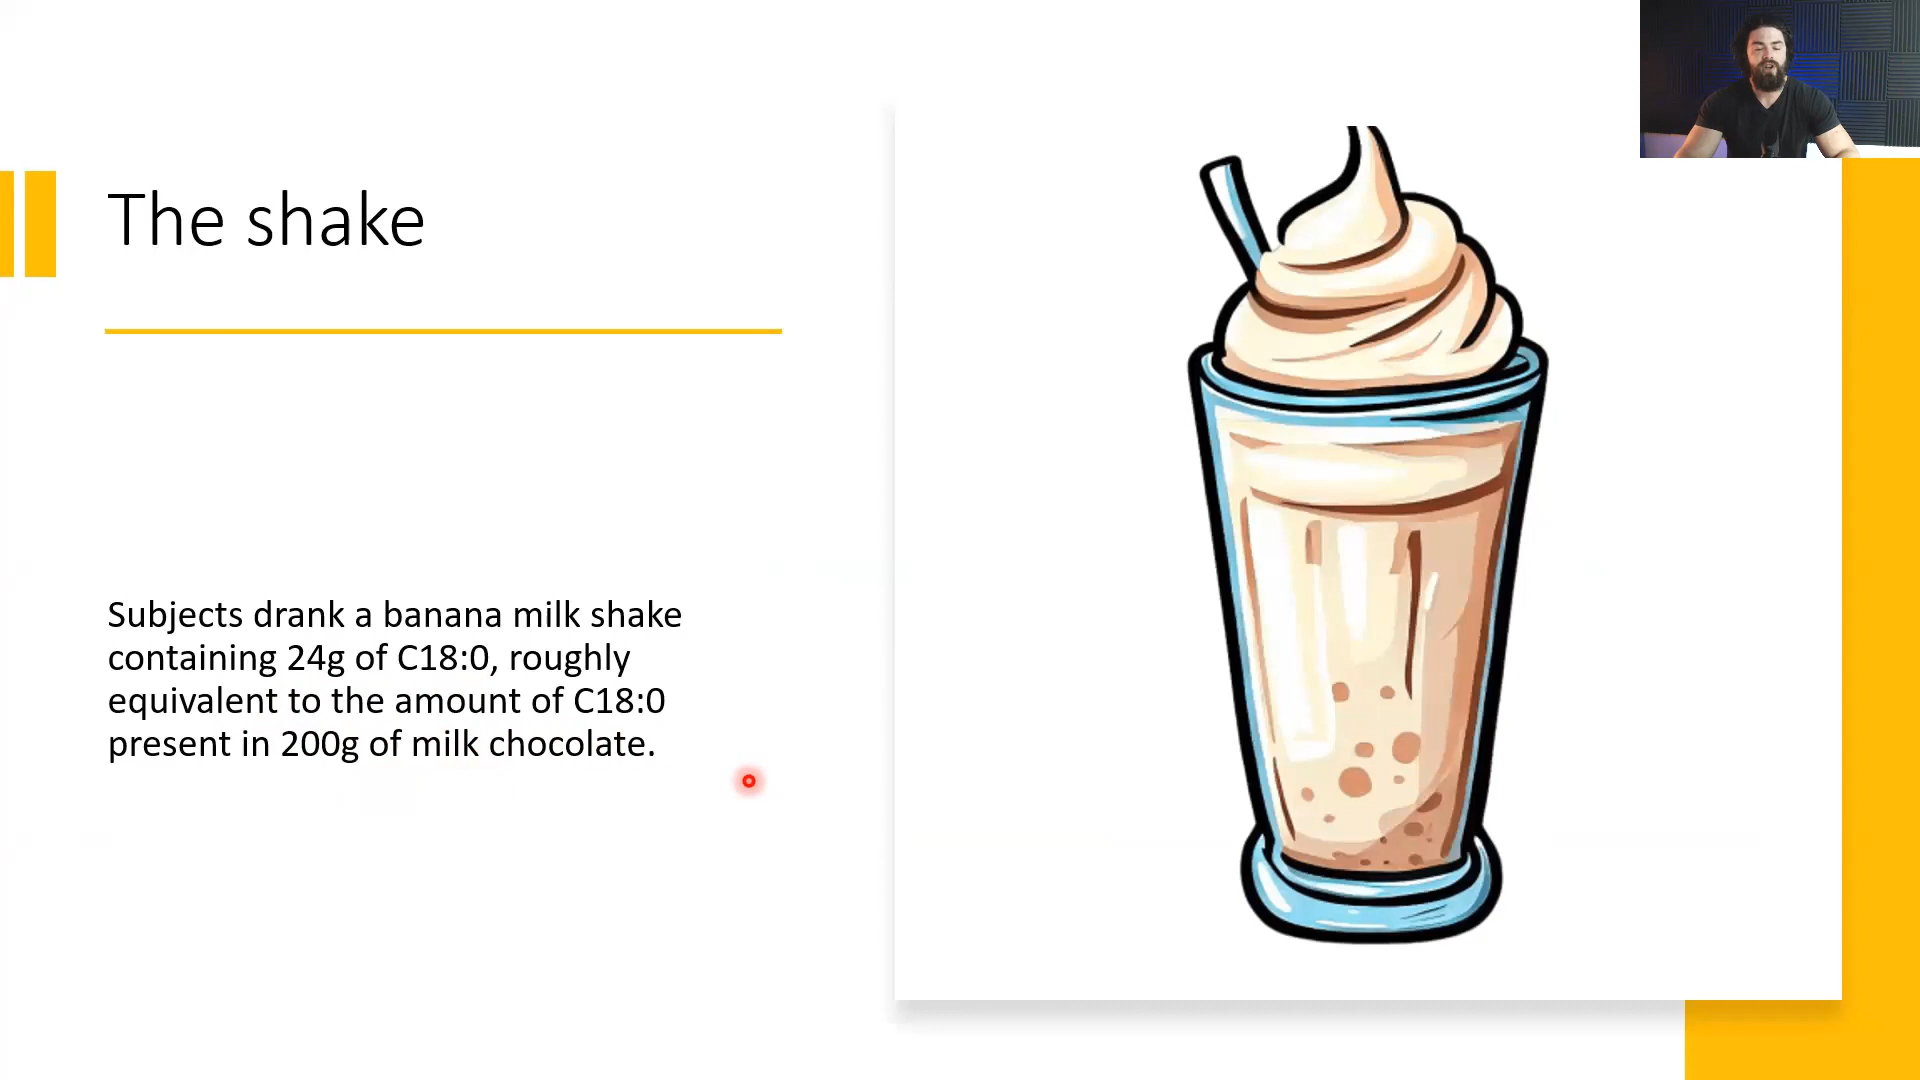 The shake
Subjects drank a banana milk shake
containing 24g of C18:0, roughly
equivalent to the amount of C18:0
present in 200g of milk chocolate.